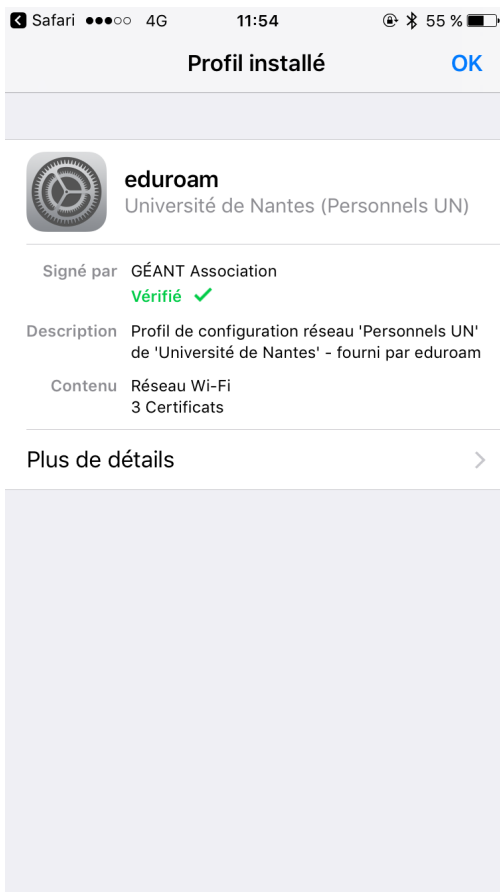 Safari 4G 11:54 55 %
Profil installé OK
eduroam
Université de Nantes (Personnels UN)
Signé par GÉANT Association
Vérifié
Description Profil de configuration réseau 'Personnels UN'
de 'Université de Nantes' - fourni par eduroam
Contenu Réseau Wi-Fi
3 Certificats
Plus de détails